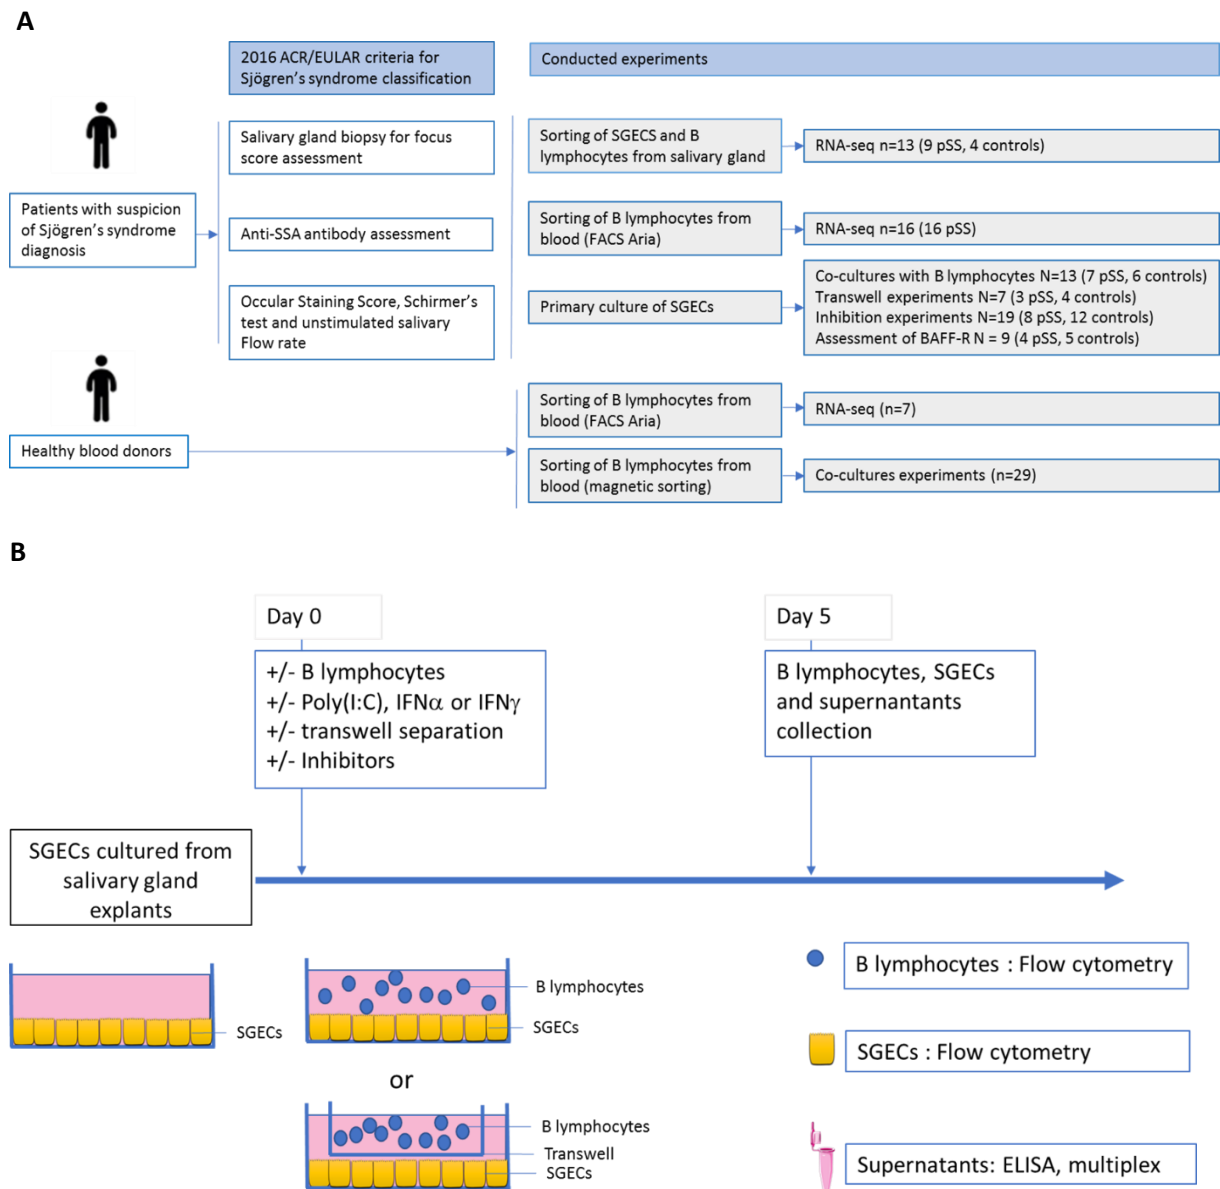 A
2016 ACR/EULAR criteria for
Sjögren's syndrome classification
Conducted experiments
Patients with suspicion
of Sjögren's syndrome
diagnosis
Salivary gland biopsy for focus
score assessment
Anti-SSA antibody assessment
Occular Staining Score, Schirmer's
test and unstimulated salivary
Flow rate
Sorting of SGECS and B
lymphocytes from salivary gland
RNA-seq n=13 (9 pSS, 4 controls)
Sorting of B lymphocytes from
blood (FACS Aria)
RNA-seq n=16 (16 pSS)
Primary culture of SGECs
Co-cultures with B lymphocytes N=13 (7 pSS, 6 controls)
Transwell experiments N=7 (3 pSS, 4 controls)
Inhibition experiments N=19 (8 pSS, 12 controls)
Assessment of BAFF-R N = 9 (4 pSS, 5 controls)
Healthy blood donors
Sorting of B lymphocytes from
blood (FACS Aria)
RNA-seq (n=7)
Sorting of B lymphocytes from
blood (magnetic sorting)
Co-cultures experiments (n=29)
B
Day 0
+/- B lymphocytes
+/- Poly(I:C), IFNα or IFNγ
+/- transwell separation
+/- Inhibitors
Day 5
B lymphocytes, SGECs
and supernantants
collection
SGECs cultured from
salivary gland
explants
SGECs
B lymphocytes
SGECs
or
B lymphocytes
Transwell
SGECs
B lymphocytes : Flow cytometry
SGECs : Flow cytometry
Supernatants: ELISA, multiplex